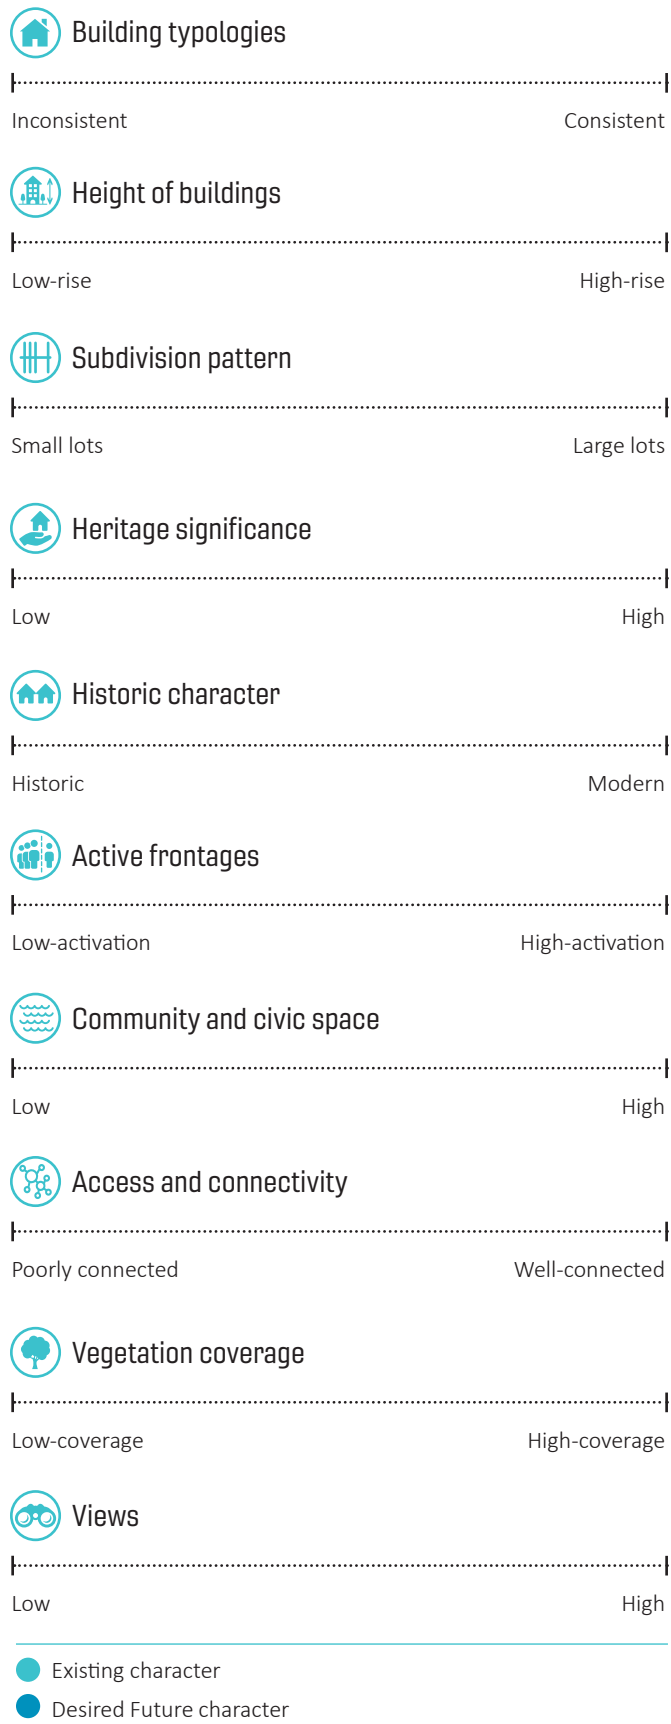 Building typologies
Inconsistent Consistent
Height of buildings
Low-rise High-rise
Subdivision pattern
Small lots Large lots
Heritage significance
Low High
Historic character
Historic Modern
Active frontages
Low-activation High-activation
Community and civic space
Low High
Access and connectivity
Poorly connected Well-connected
Vegetation coverage
Low-coverage High-coverage
Views
Low High
Existing character
Desired Future character